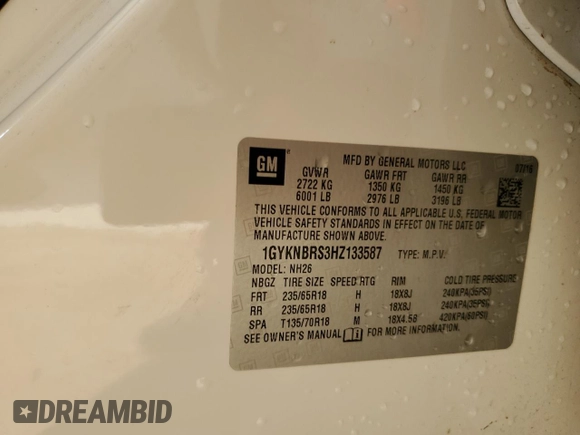 GM
MFD BY GENERAL MOTORS LLC
GVWR GAWR FRT GAWR RR
2722 KG 1350 KG 1450 KG
6001 LB 2976 LB 3196 LB
THIS VEHICLE CONFORMS TO ALL APPLICABLE U.S. FEDERAL MOTOR
VEHICLE SAFETY STANDARDS IN EFFECT ON THE DATE OF
MANUFACTURE SHOWN ABOVE.
1GYKNBRS3HZ133587 TYPE: M.P.V.
MODEL: NH26
NBGZ TIRE SIZE SPEED RTG RIM COLD TIRE PRESSURE
FRT 235/65R18 H 18X8J 240KPA(35PSI)
RR 235/65R18 H 18X8J 240KPA(35PSI)
SPA T135/70R18 M 18X4.5B 420KPA(60PSI)
SEE OWNER'S MANUAL FOR MORE INFORMATION.
DREAMBID